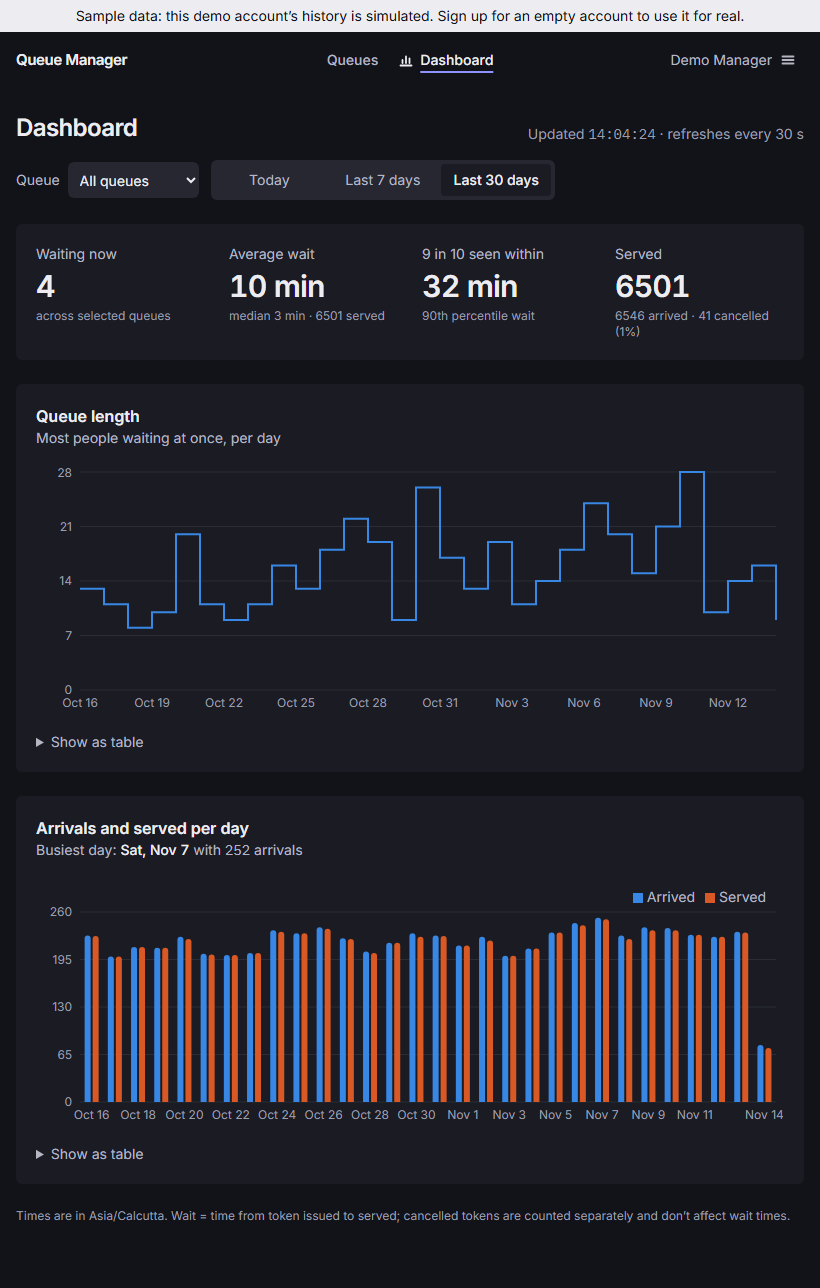 Sample data: this demo account’s history is simulated. Sign up for an empty account to use it for real.
Queue Manager
Queues
Dashboard
Demo Manager
Dashboard
Updated 14:04:24 · refreshes every 30 s
Queue
All queues
Today
Last 7 days
Last 30 days
Waiting now
4
across selected queues
Average wait
10 min
median 3 min · 6501 served
9 in 10 seen within
32 min
90th percentile wait
Served
6501
6546 arrived · 41 cancelled
(1%)
Queue length
Most people waiting at once, per day
28
21
14
7
0
Oct 16 Oct 19 Oct 22 Oct 25 Oct 28 Oct 31 Nov 3 Nov 6 Nov 9 Nov 12
Show as table
Arrivals and served per day
Busiest day: Sat, Nov 7 with 252 arrivals
Arrived Served
260
195
130
65
0
Oct 16 Oct 18 Oct 20 Oct 22 Oct 24 Oct 26 Oct 28 Oct 30 Nov 1 Nov 3 Nov 5 Nov 7 Nov 9 Nov 11 Nov 14
Show as table
Times are in Asia/Calcutta. Wait = time from token issued to served; cancelled tokens are counted separately and don’t affect wait times.